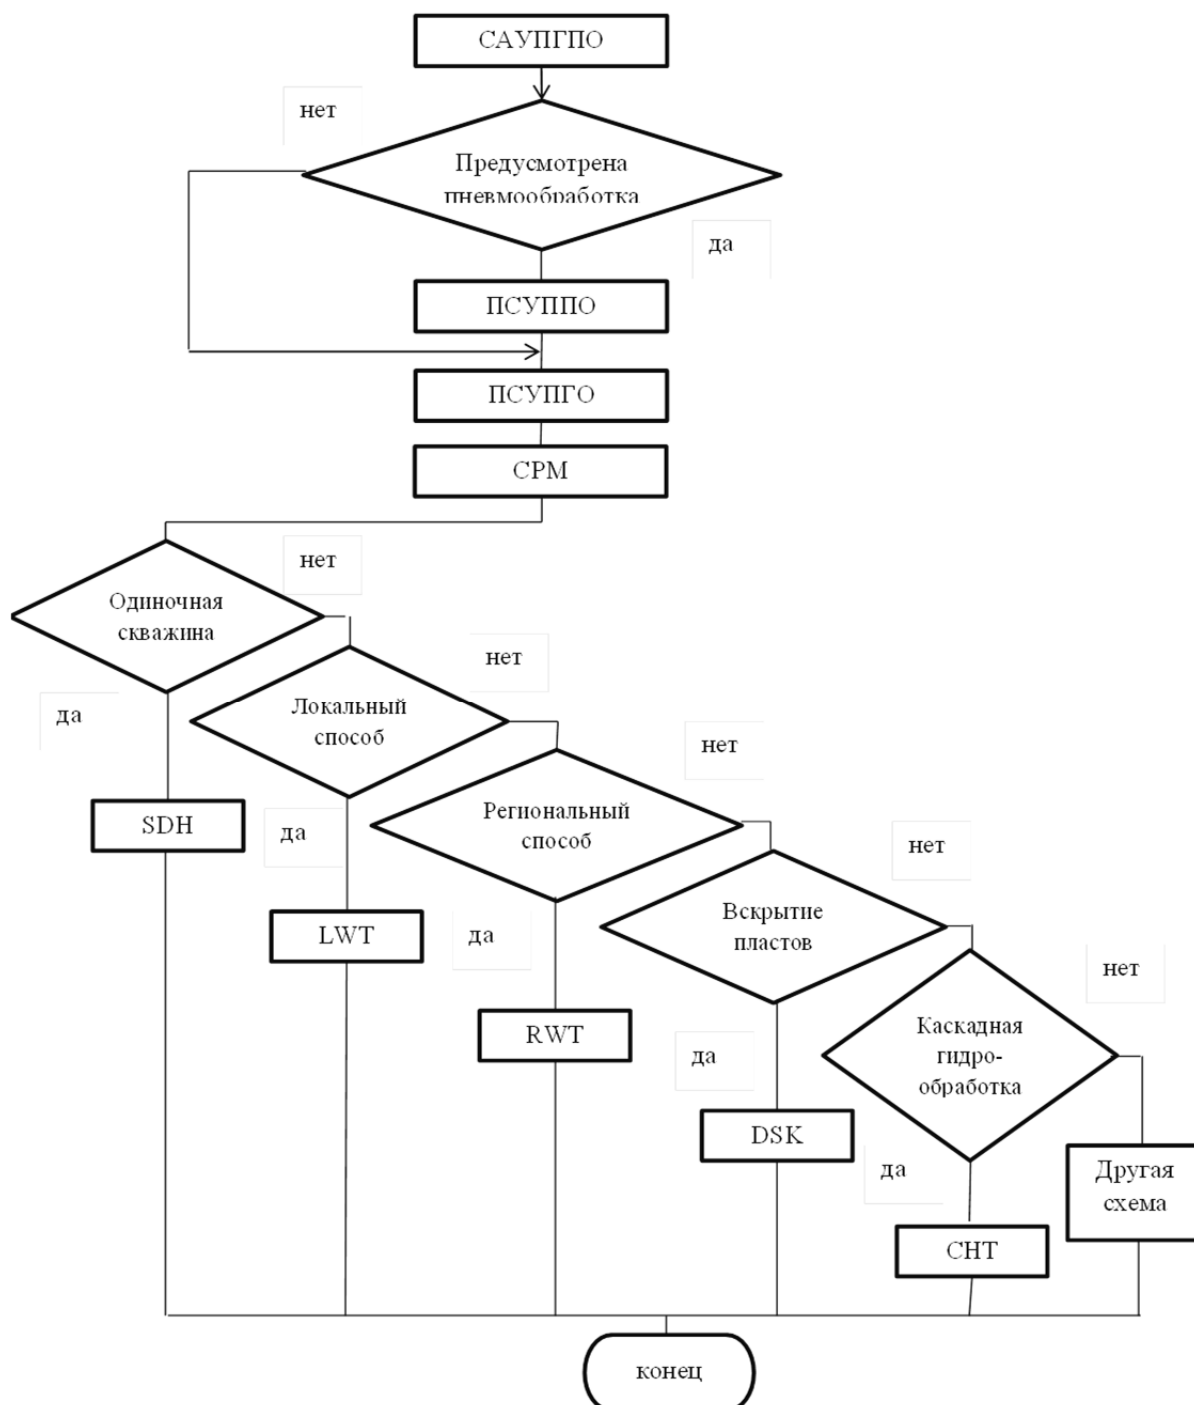 САУПГПО
нет
Предусмотрена
пневмообработка
да
ПСУППО
ПСУПГО
СРМ
нет
Одиночная
скважина
да
нет
Локальный
способ
SDH
да
нет
Региональный
способ
LWT
да
нет
Вскрытие
пластов
RWT
да
нет
Каскадная
гидро-
обработка
DSK
да
Другая
схема
CHT
конец